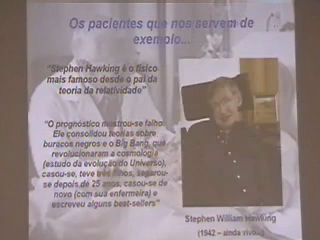 Os pacientes que nos servem de
exemplo...
"Stephen Hawking é o físico
mais famoso desde o pai da
teoria da relatividade"
"O prognóstico mostrou-se falho.
Ele consolidou teorias sobre
buracos negros e o Big Bang, que
revolucionaram a cosmologia
(estudo da evolução do Universo),
casou-se, teve três filhos, separou-
se depois de 25 anos, casou-se de
novo (com sua enfermeira) e
escreveu alguns best-sellers"
Stephen William Hawking
(1942 – ainda vivo!)